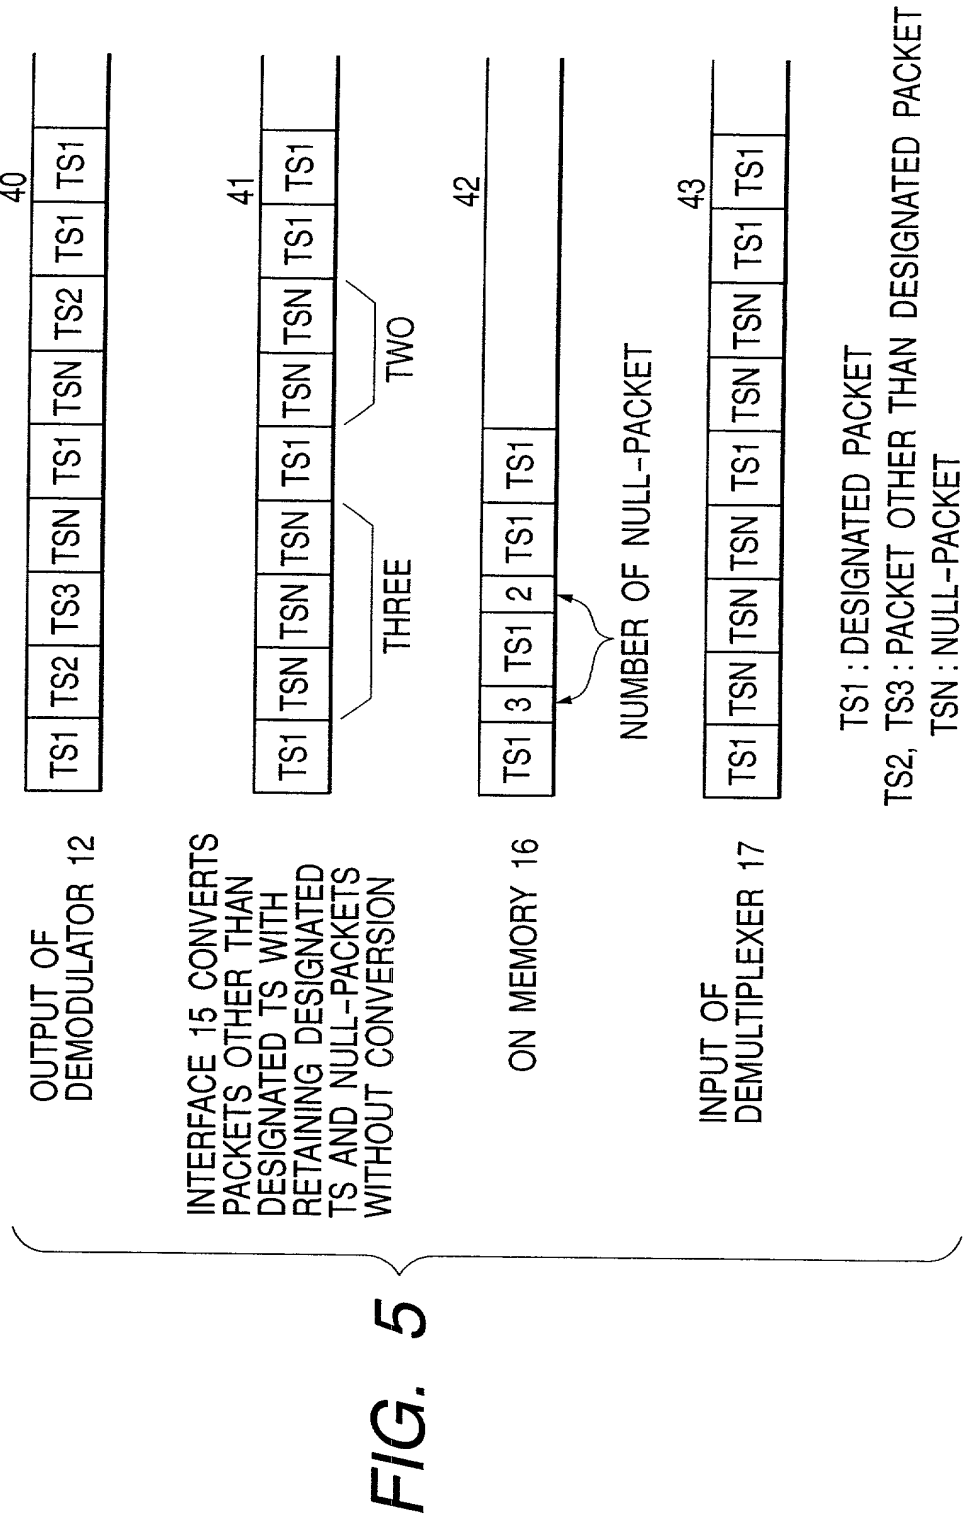 FIG. 5
OUTPUT OF
DEMODULATOR 12
40
TS1 TS2 TS3 TSN TS1 TSN TS2 TS1 TS1
INTERFACE 15 CONVERTS
PACKETS OTHER THAN
DESIGNATED TS WITH
RETAINING DESIGNATED
TS AND NULL-PACKETS
WITHOUT CONVERSION
41
TS1 TSN TSN TSN TS1 TSN TSN TS1 TS1
THREE TWO
ON MEMORY 16
42
TS1 3 TS1 2 TS1 TS1
NUMBER OF NULL-PACKET
INPUT OF
DEMULTIPLEXER 17
43
TS1 TSN TSN TSN TS1 TSN TSN TS1 TS1
TS1 : DESIGNATED PACKET
TS2, TS3 : PACKET OTHER THAN DESIGNATED PACKET
TSN : NULL-PACKET